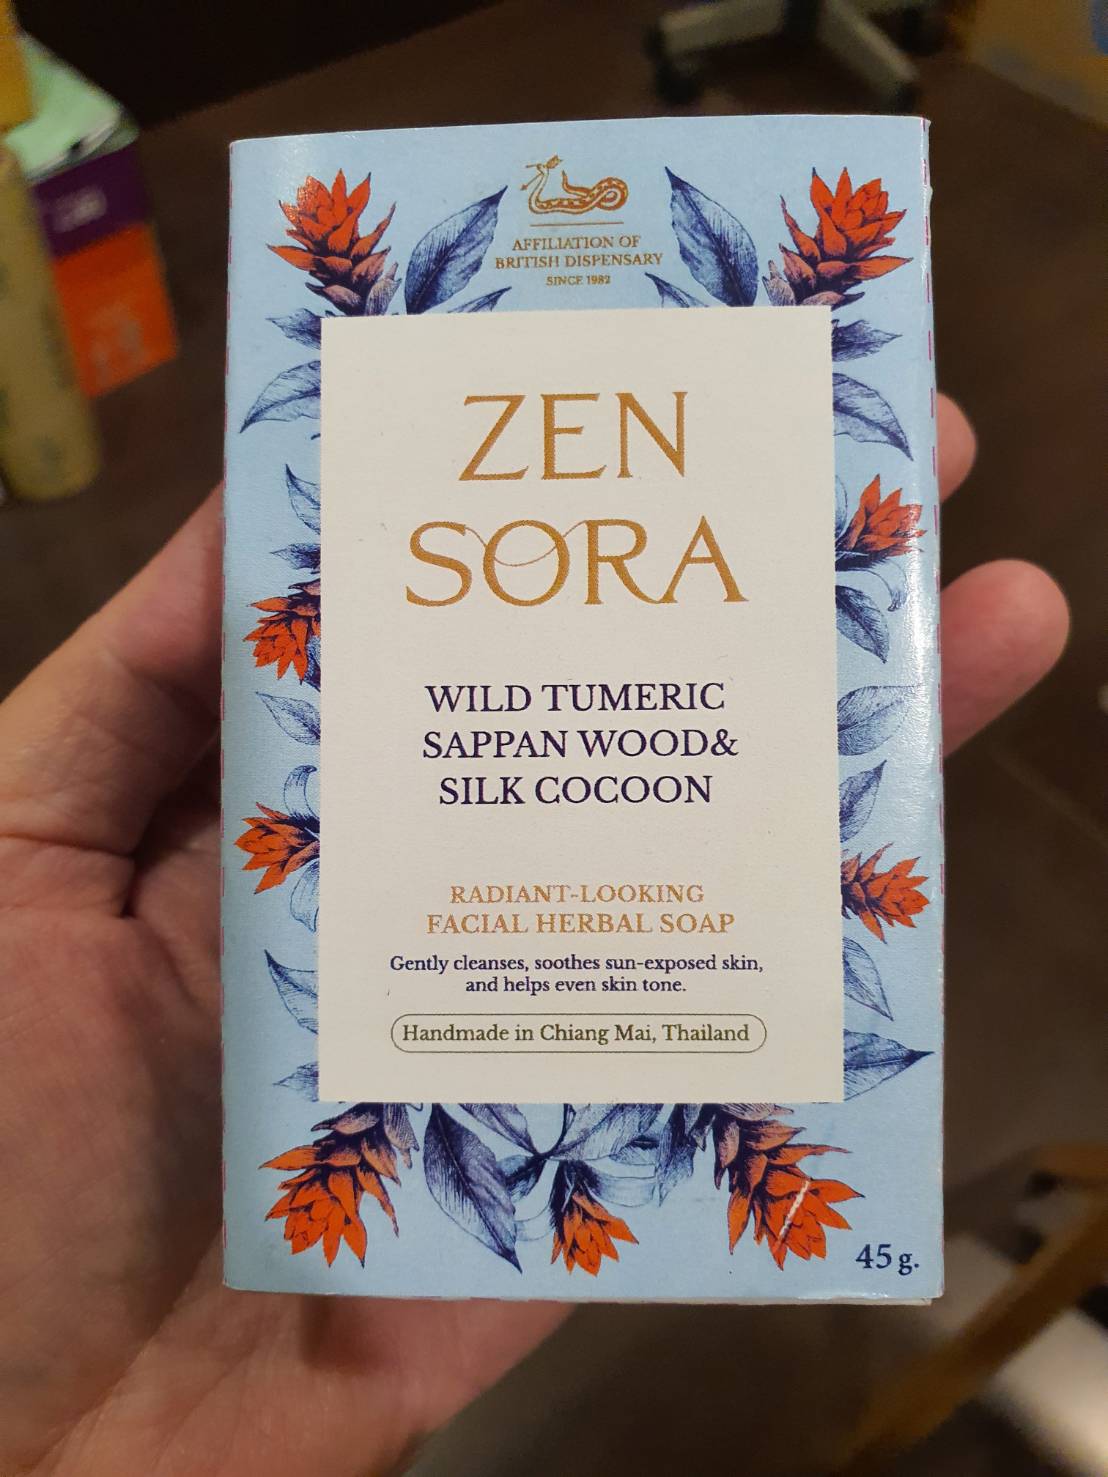 AFFILIATION OF
BRITISH DISPENSARY
SINCE 1982
ZEN
SORA
WILD TUMERIC
SAPPAN WOOD&
SILK COCOON
RADIANT-LOOKING
FACIAL HERBAL SOAP
Gently cleanses, soothes sun-exposed skin,
and helps even skin tone.
Handmade in Chiang Mai, Thailand
45 g.